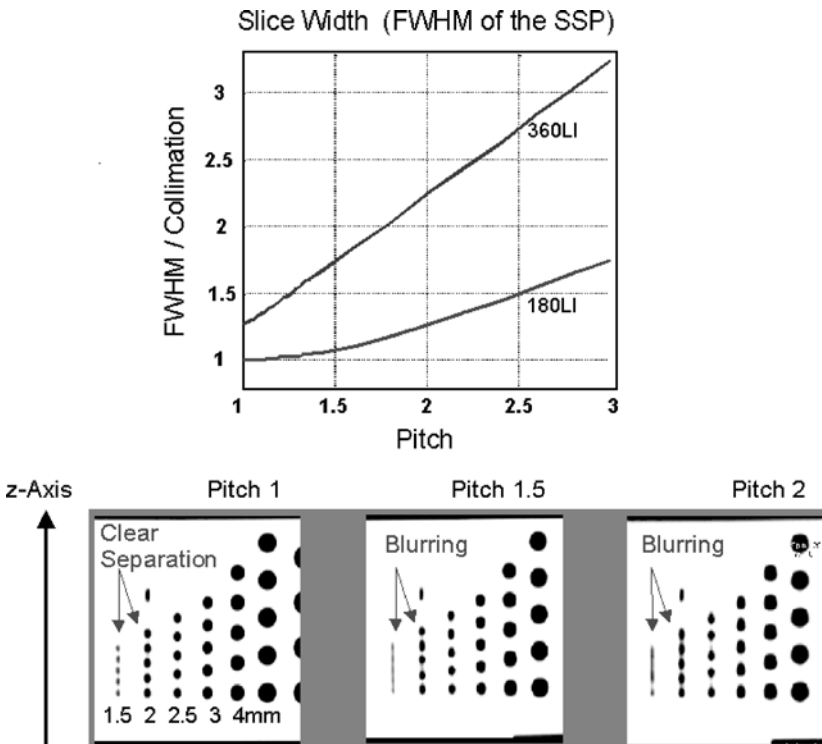 Slice Width (FWHM of the SSP)
FWHM / Collimation
3
2.5
2
1.5
1
360LI
180LI
1 1.5 2 2.5 3
Pitch
z-Axis Pitch 1 Pitch 1.5 Pitch 2
Clear
Separation
Blurring
Blurring
1.5 2 2.5 3 4mm